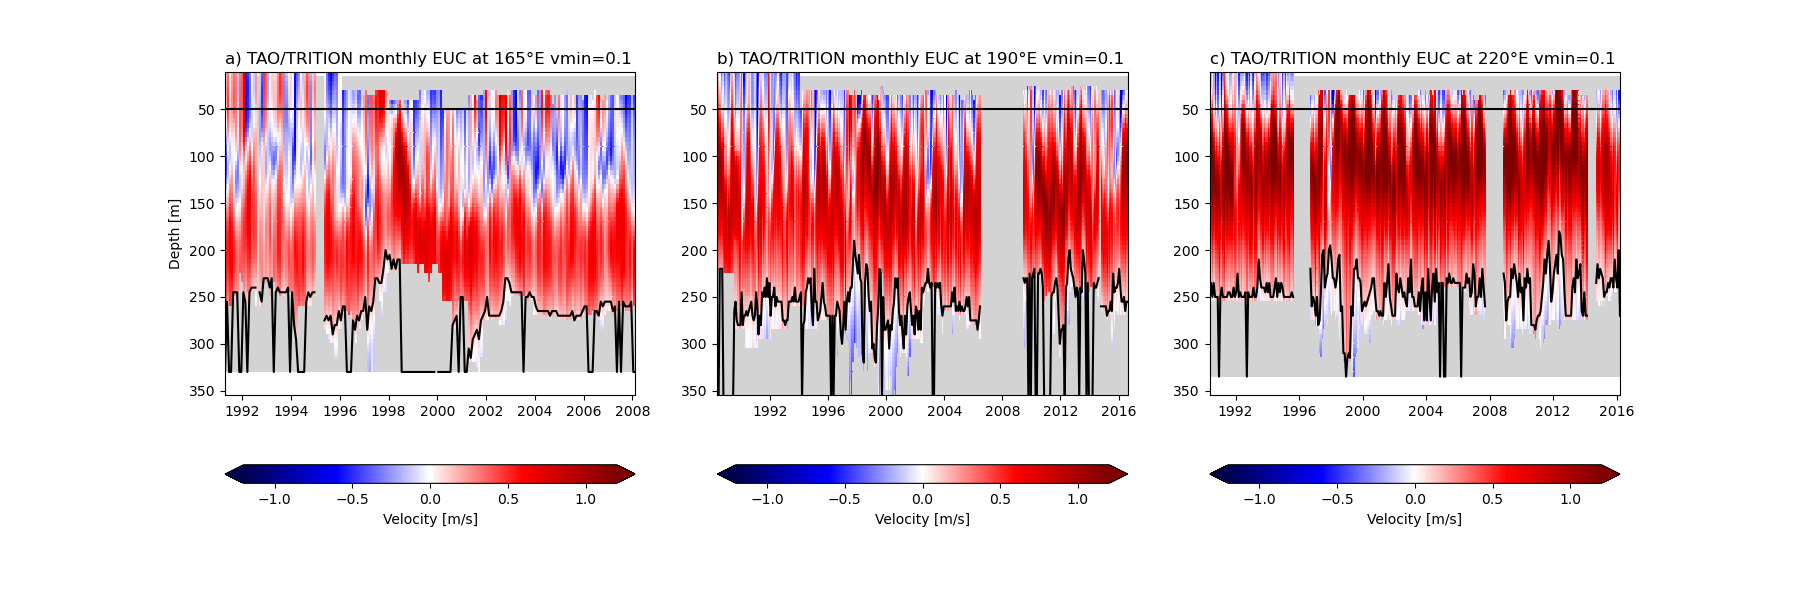 a) TAO/TRITION monthly EUC at 165°E vmin=0.1
b) TAO/TRITION monthly EUC at 190°E vmin=0.1
c) TAO/TRITION monthly EUC at 220°E vmin=0.1
Depth [m]
50
100
150
200
250
300
350
1992 1994 1996 1998 2000 2002 2004 2006 2008
50
100
150
200
250
300
350
1992 1996 2000 2004 2008 2012 2016
50
100
150
200
250
300
350
1992 1996 2000 2004 2008 2012 2016
−1.0 −0.5 0.0 0.5 1.0
Velocity [m/s]
−1.0 −0.5 0.0 0.5 1.0
Velocity [m/s]
−1.0 −0.5 0.0 0.5 1.0
Velocity [m/s]